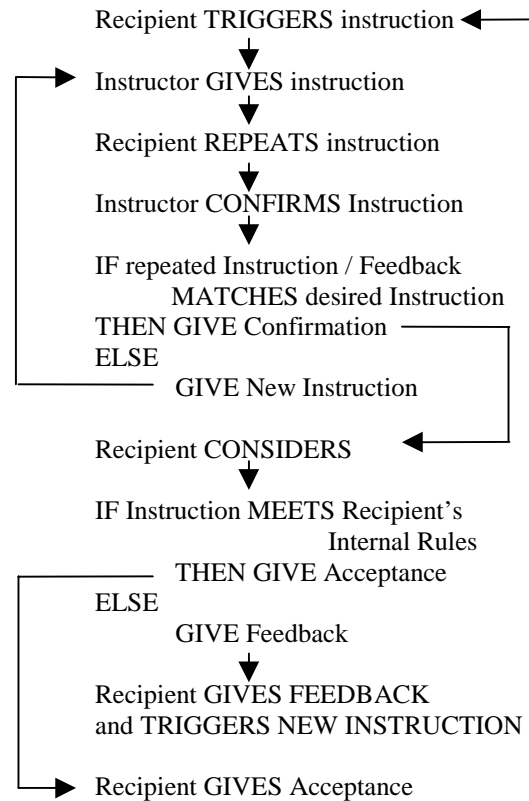 Recipient TRIGGERS instruction
Instructor GIVES instruction
Recipient REPEATS instruction
Instructor CONFIRMS Instruction
IF repeated Instruction / Feedback
MATCHES desired Instruction
THEN GIVE Confirmation
ELSE
GIVE New Instruction
Recipient CONSIDERS
IF Instruction MEETS Recipient's
Internal Rules
THEN GIVE Acceptance
ELSE
GIVE Feedback
Recipient GIVES FEEDBACK
and TRIGGERS NEW INSTRUCTION
Recipient GIVES Acceptance